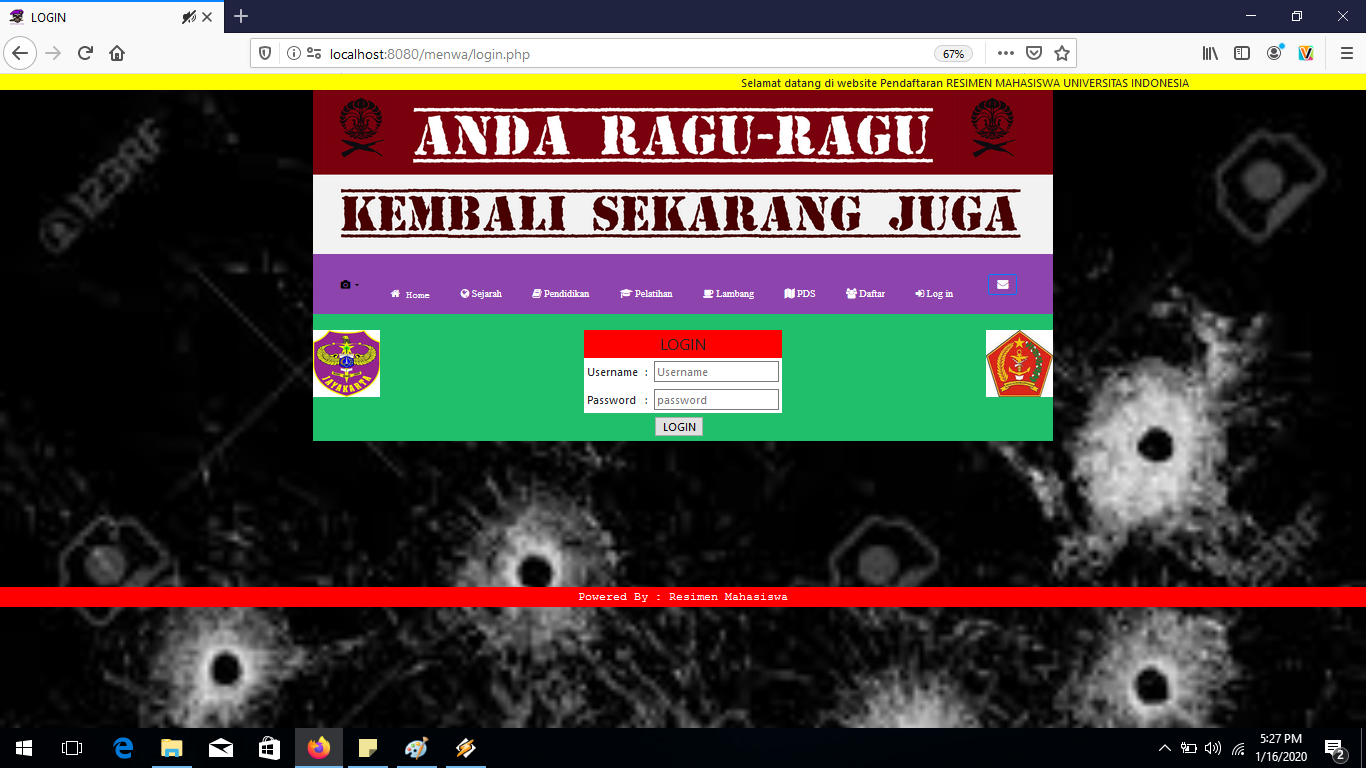 LOGIN
localhost:8080/menwa/login.php
67%
Selamat datang di website Pendaftaran RESIMEN MAHASISWA UNIVERSITAS INDONESIA
123RF
ANDA RAGU-RAGU
KEMBALI SEKARANG JUGA
Home Sejarah Pendidikan Pelatihan Lambang PDS Daftar Log in
JAYAKARTA
LOGIN
Username : Username
Password : password
LOGIN
Powered By : Resimen Mahasiswa
5:27 PM
1/16/2020
2